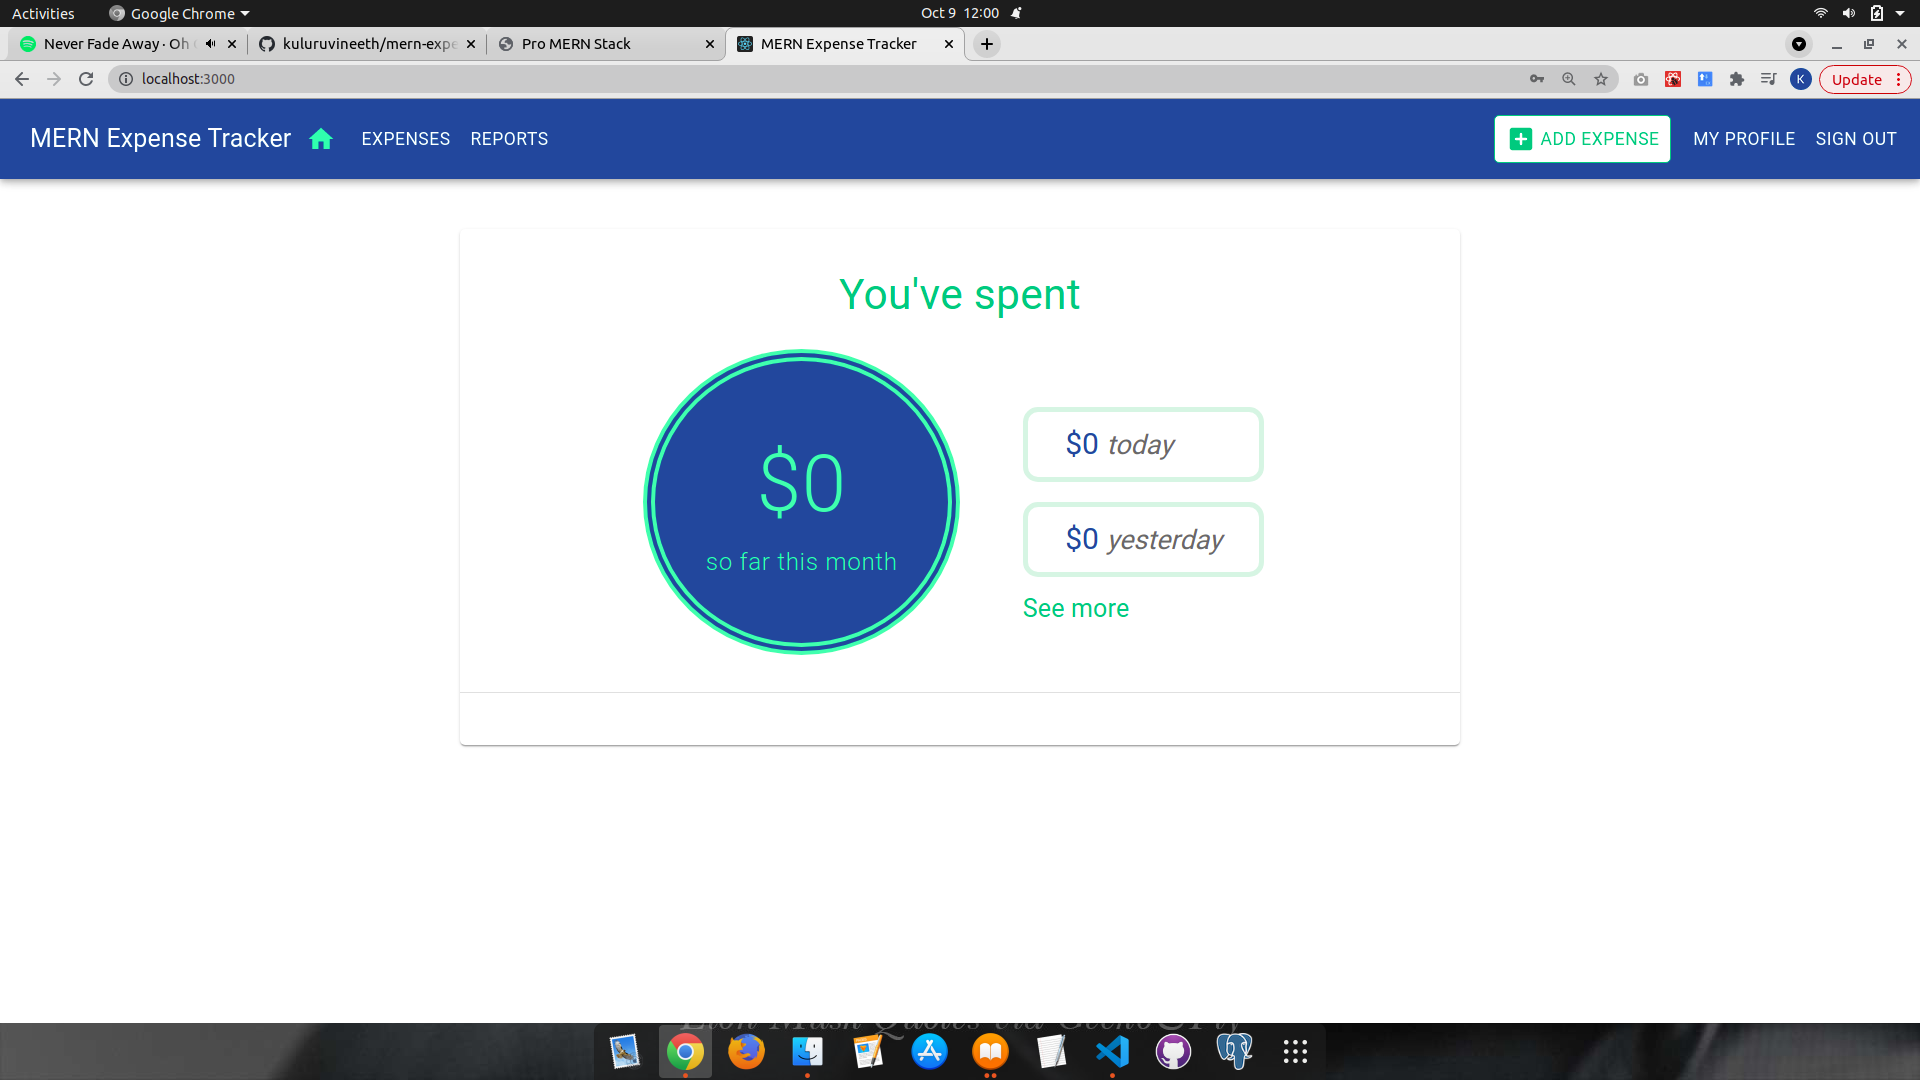 Activities Google Chrome Oct 9 12:00
Never Fade Away · Oh kuluruvineeth/mern-expe Pro MERN Stack MERN Expense Tracker
localhost:3000 K Update
MERN Expense Tracker EXPENSES REPORTS ADD EXPENSE MY PROFILE SIGN OUT
You've spent
$0
so far this month
$0 today
$0 yesterday
See more